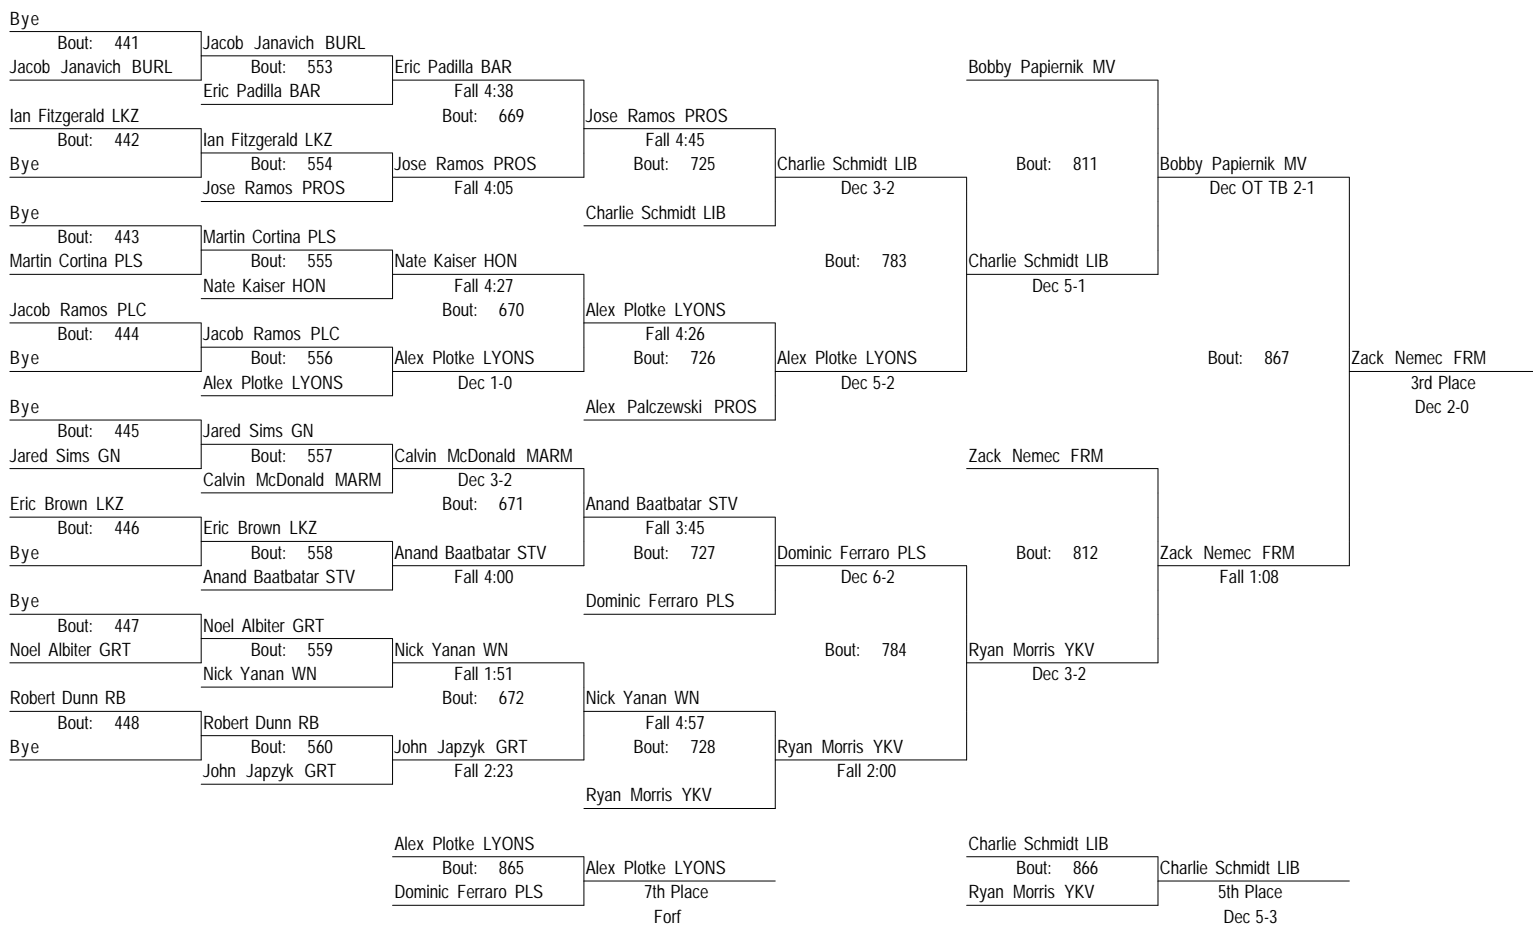 Bye
Bout: 441
Jacob Janavich BURL
Jacob Janavich BURL
Bout: 553
Eric Padilla BAR
Eric Padilla BAR
Fall 4:38
Bout: 669
Ian Fitzgerald LKZ
Bout: 442
Bye
Ian Fitzgerald LKZ
Bout: 554
Jose Ramos PROS
Jose Ramos PROS
Fall 4:05
Jose Ramos PROS
Fall 4:45
Bout: 725
Charlie Schmidt LIB
Charlie Schmidt LIB
Dec 3-2
Bye
Bout: 443
Martin Cortina PLS
Martin Cortina PLS
Bout: 555
Nate Kaiser HON
Nate Kaiser HON
Fall 4:27
Bout: 670
Jacob Ramos PLC
Bout: 444
Bye
Jacob Ramos PLC
Bout: 556
Alex Plotke LYONS
Alex Plotke LYONS
Dec 1-0
Alex Plotke LYONS
Fall 4:26
Bout: 726
Alex Palczewski PROS
Alex Plotke LYONS
Dec 5-2
Bout: 783
Charlie Schmidt LIB
Dec 5-1
Bobby Papiernik MV
Bout: 811
Bobby Papiernik MV
Dec OT TB 2-1
Bye
Bout: 445
Jared Sims GN
Jared Sims GN
Bout: 557
Calvin McDonald MARM
Calvin McDonald MARM
Dec 3-2
Bout: 671
Eric Brown LKZ
Bout: 446
Bye
Eric Brown LKZ
Bout: 558
Anand Baatbatar STV
Anand Baatbatar STV
Fall 4:00
Anand Baatbatar STV
Fall 3:45
Bout: 727
Dominic Ferraro PLS
Dominic Ferraro PLS
Dec 6-2
Bye
Bout: 447
Noel Albiter GRT
Noel Albiter GRT
Bout: 559
Nick Yanan WN
Nick Yanan WN
Fall 1:51
Bout: 672
Robert Dunn RB
Bout: 448
Bye
Robert Dunn RB
Bout: 560
John Japzyk GRT
John Japzyk GRT
Fall 2:23
Nick Yanan WN
Fall 4:57
Bout: 728
Ryan Morris YKV
Ryan Morris YKV
Fall 2:00
Bout: 784
Ryan Morris YKV
Dec 3-2
Zack Nemec FRM
Bout: 812
Zack Nemec FRM
Fall 1:08
Bout: 867
Zack Nemec FRM
3rd Place
Dec 2-0
Alex Plotke LYONS
Bout: 865
Dominic Ferraro PLS
Alex Plotke LYONS
7th Place
Forf
Charlie Schmidt LIB
Bout: 866
Ryan Morris YKV
Charlie Schmidt LIB
5th Place
Dec 5-3